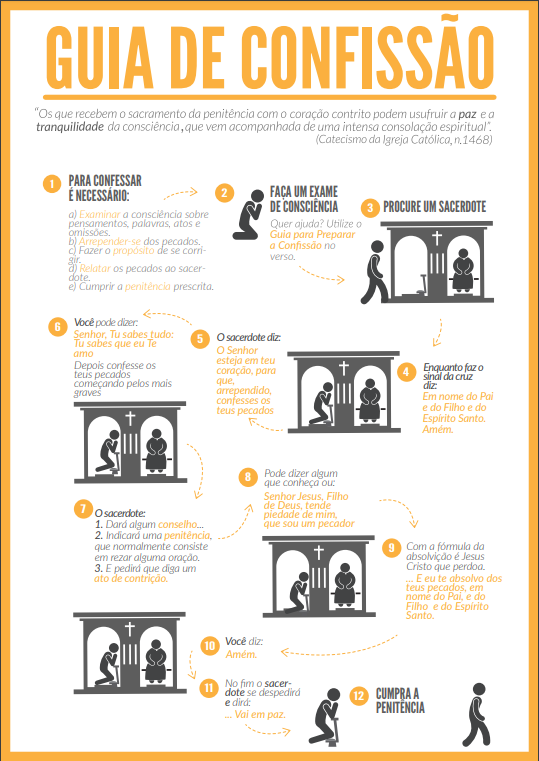 GUIA DE CONFISSÃO
"Os que recebem o sacramento da penitência com o coração contrito podem usufruir a paz e a
tranquilidade da consciência, que vem acompanhada de uma intensa consolação espiritual".
(Catecismo da Igreja Católica, n.1468)
1 PARA CONFESSAR
É NECESSÁRIO:
a) Examinar a consciência sobre
pensamentos, palavras, atos e
omissões.
b) Arrepender-se dos pecados.
c) Fazer o propósito de se corri-
gir.
d) Relatar os pecados ao sacer-
dote.
e) Cumprir a penitência prescrita.
2 FAÇA UM EXAME
DE CONSCIÊNCIA
Quer ajuda? Utilize o
Guia para Preparar
a Confissão no
verso.
3 PROCURE UM SACERDOTE
4 Enquanto faz o
sinal da cruz
diz:
Em nome do Pai
e do Filho e do
Espírito Santo.
Amém.
5 O sacerdote diz:
O Senhor
esteja em teu
coração, para
que,
arrependido,
confesses os
teus pecados
6 Você pode dizer:
Senhor, Tu sabes tudo:
Tu sabes que eu Te
amo
Depois confesse os
teus pecados
começando pelos mais
graves
7 O sacerdote:
1. Dará algum conselho...
2. Indicará uma penitência,
que normalmente consiste
em rezar alguma oração.
3. E pedirá que diga um
ato de contrição.
8 Pode dizer algum
que conheça ou:
Senhor Jesus, Filho
de Deus, tende
piedade de mim,
que sou um pecador
9 Com a fórmula da
absolvição é Jesus
Cristo que perdoa.
... E eu te absolvo dos
teus pecados, em
nome do Pai, e do
Filho e do Espírito
Santo.
10 Você diz:
Amém.
11 No fim o sacer-
dote se despedirá
e dirá:
... Vai em paz.
12 CUMPRA A
PENITÊNCIA